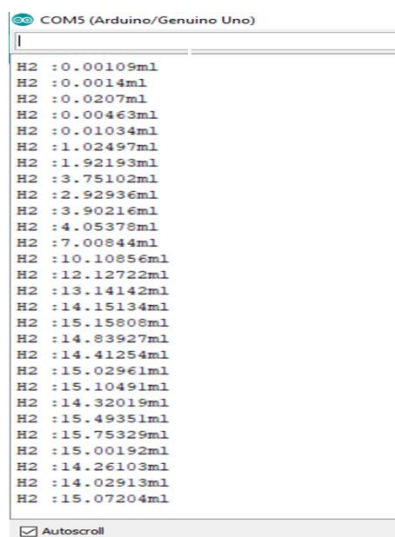 COM5 (Arduino/Genuino Uno)
H2 :0.00109ml
H2 :0.0014ml
H2 :0.0207ml
H2 :0.00463ml
H2 :0.01034ml
H2 :1.02497ml
H2 :1.92193ml
H2 :3.75102ml
H2 :2.92936ml
H2 :3.90216ml
H2 :4.05378ml
H2 :7.00844ml
H2 :10.10856ml
H2 :12.12722ml
H2 :13.14142ml
H2 :14.15134ml
H2 :15.15808ml
H2 :14.83927ml
H2 :14.41254ml
H2 :15.02961ml
H2 :15.10491ml
H2 :14.32019ml
H2 :15.49351ml
H2 :15.75329ml
H2 :15.00192ml
H2 :14.26103ml
H2 :14.02913ml
H2 :15.07204ml
Autoscroll